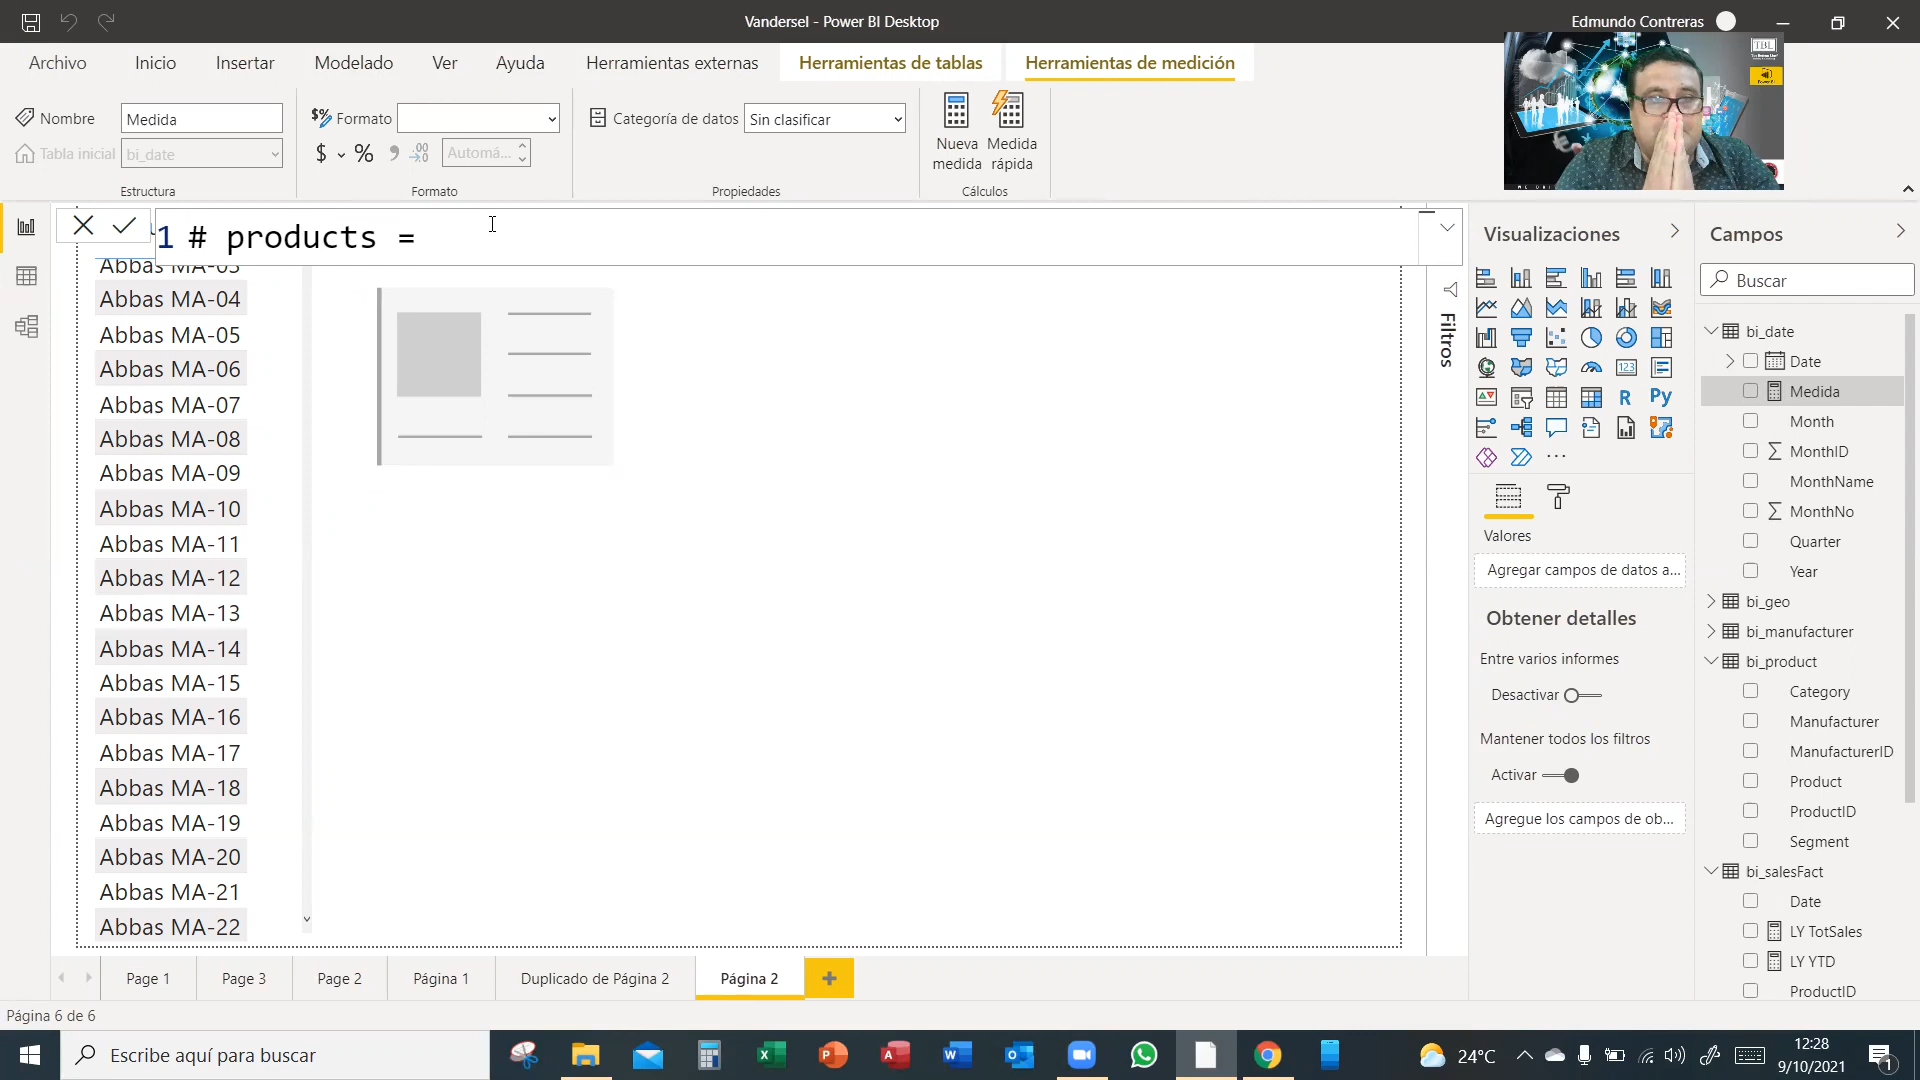 Vandersel - Power BI Desktop
Edmundo Contreras
Archivo
Inicio
Insertar
Modelado
Ver
Ayuda
Herramientas externas
Herramientas de tablas
Herramientas de medición
Nombre
Medida
Tabla inicial
bi_date
Estructura
Formato
$
%
Automá...
Formato
Categoría de datos
Sin clasificar
Propiedades
Nueva
medida
Medida
rápida
Cálculos
TBL
1 # products =
Abbas MA-03
Abbas MA-04
Abbas MA-05
Abbas MA-06
Abbas MA-07
Abbas MA-08
Abbas MA-09
Abbas MA-10
Abbas MA-11
Abbas MA-12
Abbas MA-13
Abbas MA-14
Abbas MA-15
Abbas MA-16
Abbas MA-17
Abbas MA-18
Abbas MA-19
Abbas MA-20
Abbas MA-21
Abbas MA-22
Filtros
Visualizaciones
123
R
Py
Valores
Agregar campos de datos a...
Obtener detalles
Entre varios informes
Desactivar
Mantener todos los filtros
Activar
Agregue los campos de ob...
Campos
Buscar
bi_date
Date
Medida
Month
MonthID
MonthName
MonthNo
Quarter
Year
bi_geo
bi_manufacturer
bi_product
Category
Manufacturer
ManufacturerID
Product
ProductID
Segment
bi_salesFact
Date
LY TotSales
LY YTD
ProductID
Page 1
Page 3
Page 2
Página 1
Duplicado de Página 2
Página 2
Página 6 de 6
Escribe aquí para buscar
24°C
12:28
9/10/2021
1